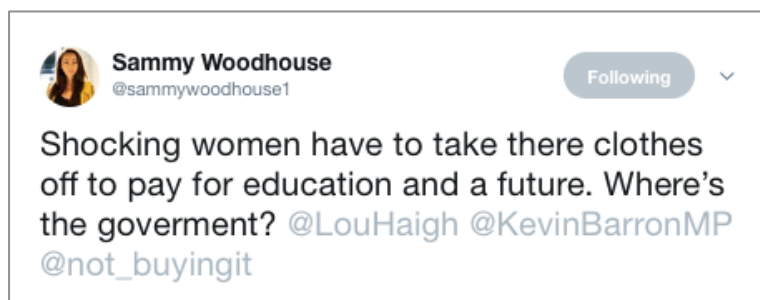 Sammy Woodhouse
@sammywoodhouse1
Following
Shocking women have to take there clothes
off to pay for education and a future. Where’s
the goverment? @LouHaigh @KevinBarronMP
@not_buyingit